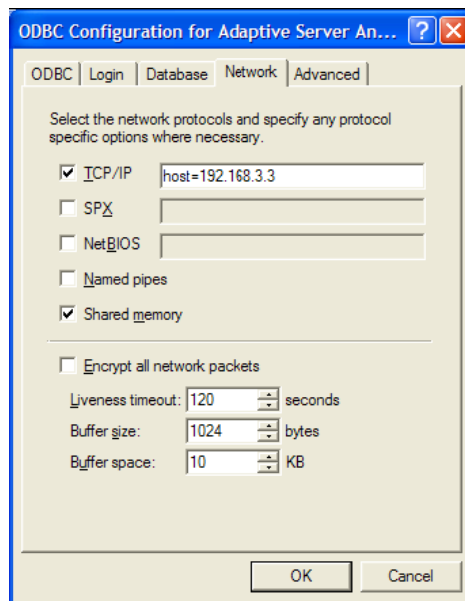 ODBC Configuration for Adaptive Server An...
ODBC Login Database Network Advanced
Select the network protocols and specify any protocol
specific options where necessary.
TCP/IP host=192.168.3.3
SPX
NetBIOS
Named pipes
Shared memory
Encrypt all network packets
Liveness timeout: 120 seconds
Buffer size: 1024 bytes
Buffer space: 10 KB
OK Cancel